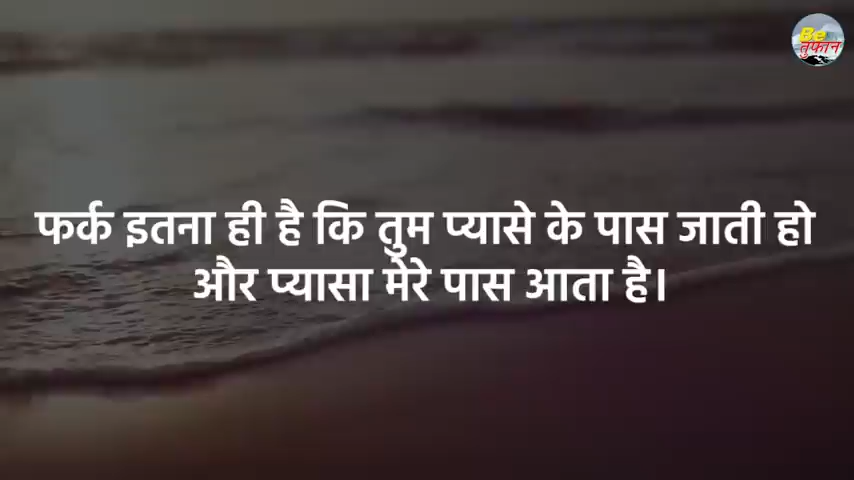 Be
तुफान
फर्क इतना ही है कि तुम प्यासे के पास जाती हो
और प्यासा मेरे पास आता है।